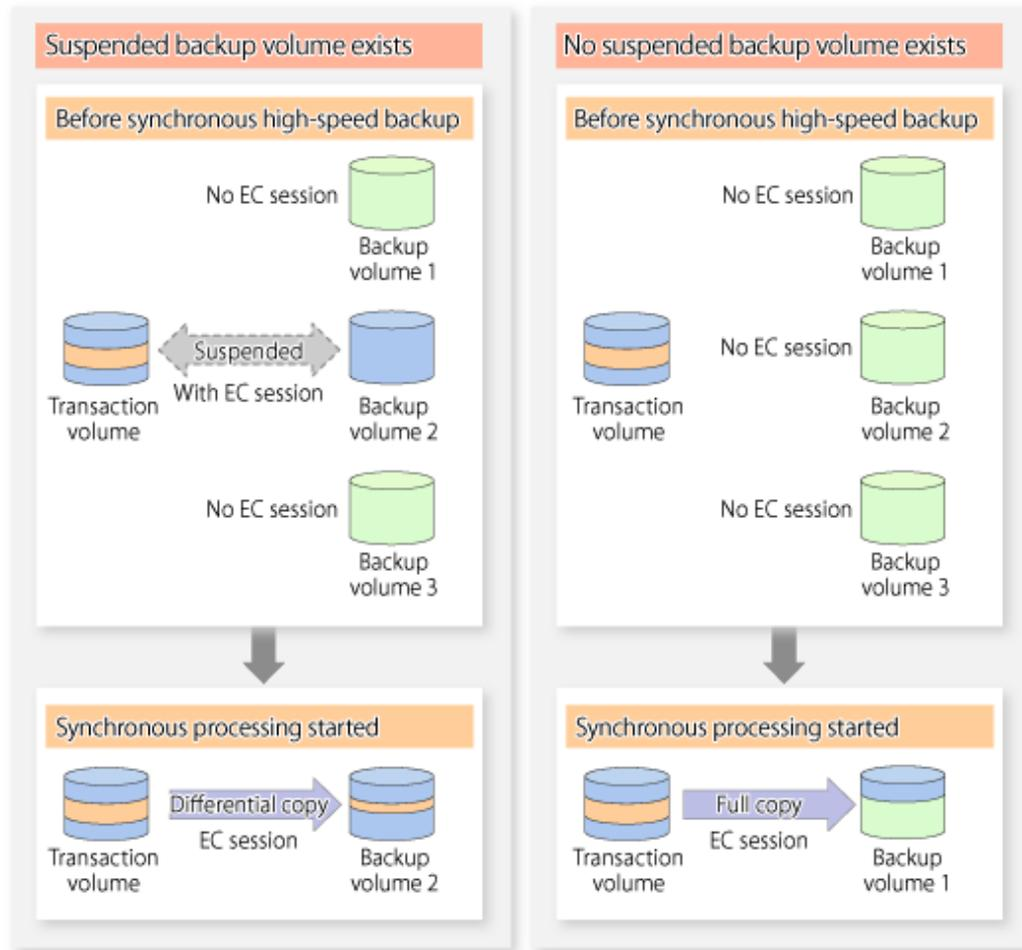 Suspended backup volume exists
Before synchronous high-speed backup
No EC session
Backup
volume 1
Suspended
With EC session
Transaction
volume
Backup
volume 2
No EC session
Backup
volume 3
Synchronous processing started
Differential copy
EC session
Transaction
volume
Backup
volume 2
No suspended backup volume exists
Before synchronous high-speed backup
No EC session
Backup
volume 1
No EC session
Transaction
volume
Backup
volume 2
No EC session
Backup
volume 3
Synchronous processing started
Full copy
EC session
Transaction
volume
Backup
volume 1